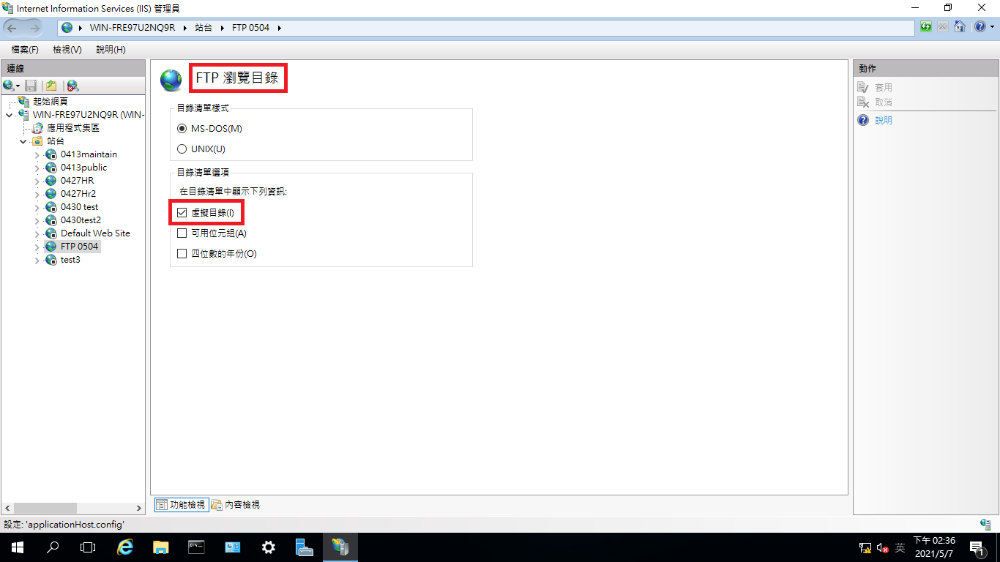 Internet Information Services (IIS) 管理員
WIN-FRE97U2NQ9R
站台
FTP 0504
檔案(F)
檢視(V)
說明(H)
連線
起始網頁
WIN-FRE97U2NQ9R (WIN-
應用程式集區
站台
0413maintain
0413public
0427HR
0427Hr2
0430 test
0430test2
Default Web Site
FTP 0504
test3
FTP 瀏覽目錄
目錄清單樣式
MS-DOS(M)
UNIX(U)
目錄清單選項
在目錄清單中顯示下列資訊:
虛擬目錄(I)
可用位元組(A)
四位數的年份(O)
功能檢視
內容檢視
動作
套用
取消
說明
設定: 'applicationHost.config'
英
下午 02:36
2021/5/7
1